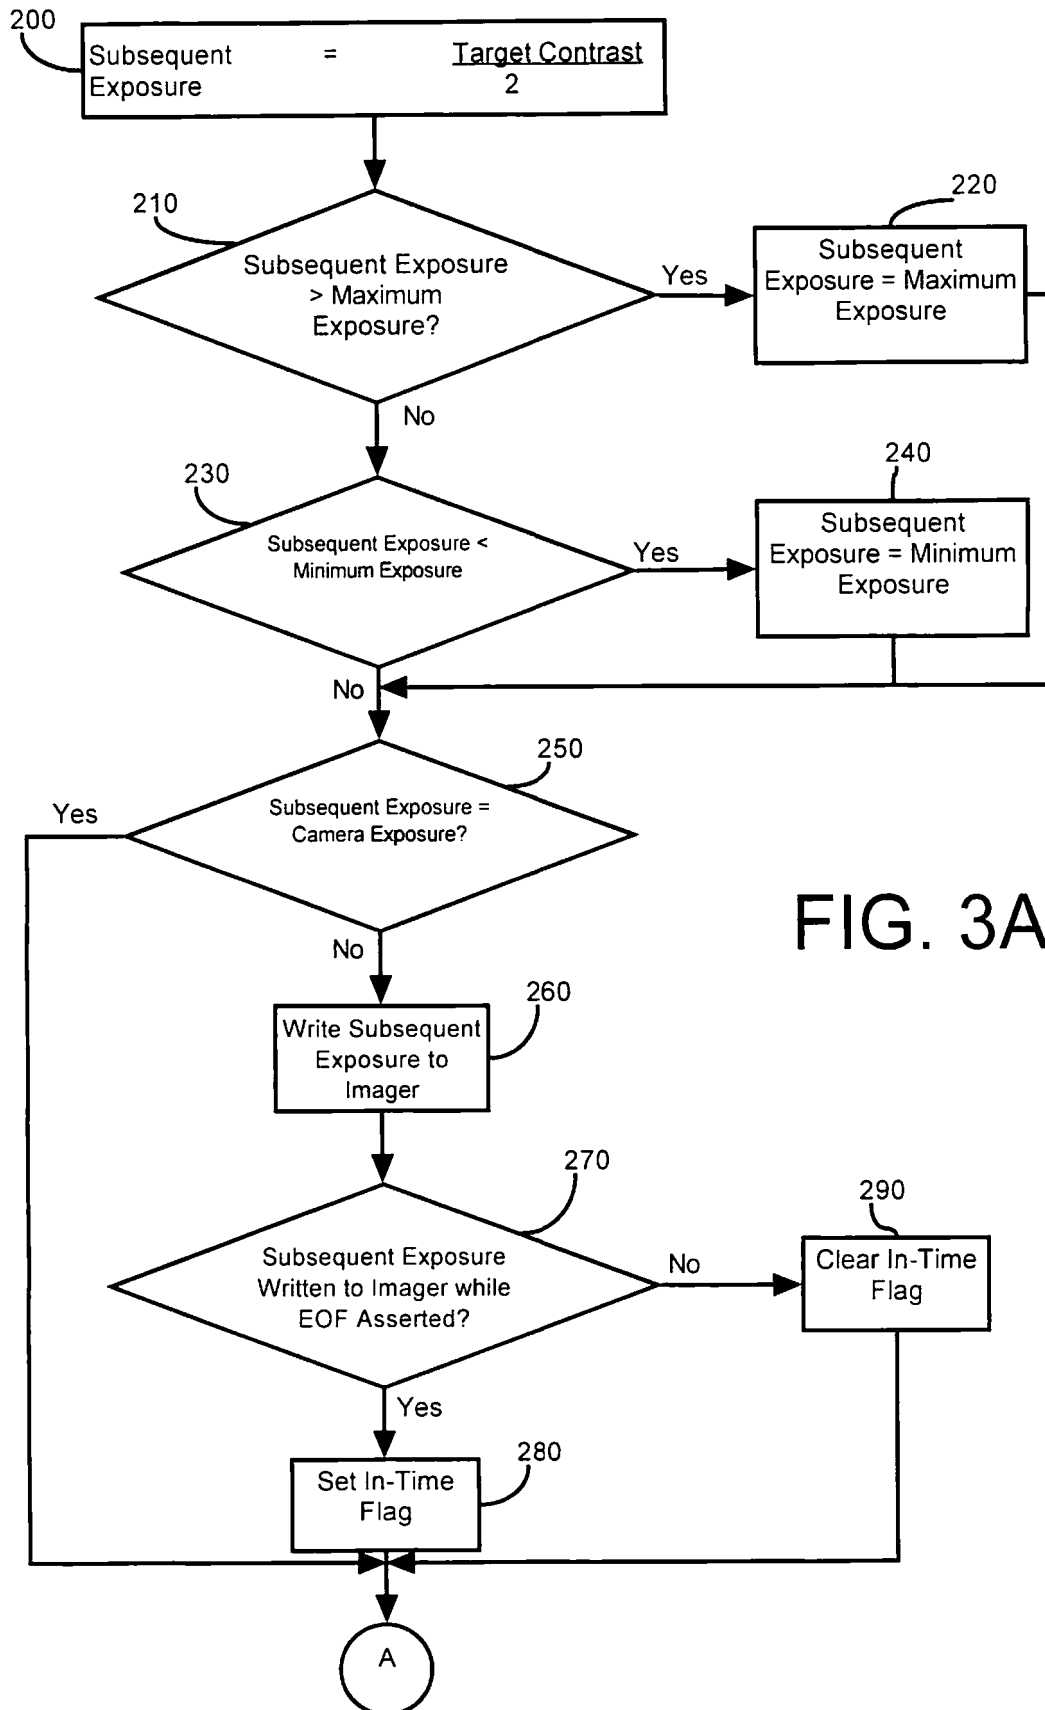 200
Subsequent = Target Contrast
Exposure 2
210
Subsequent Exposure
> Maximum
Exposure?
Yes
220
Subsequent
Exposure = Maximum
Exposure
No
230
Subsequent Exposure <
Minimum Exposure
Yes
240
Subsequent
Exposure = Minimum
Exposure
No
250
Subsequent Exposure =
Camera Exposure?
Yes
No
FIG. 3A
260
Write Subsequent
Exposure to
Imager
270
Subsequent Exposure
Written to Imager while
EOF Asserted?
No
290
Clear In-Time
Flag
Yes
280
Set In-Time
Flag
A